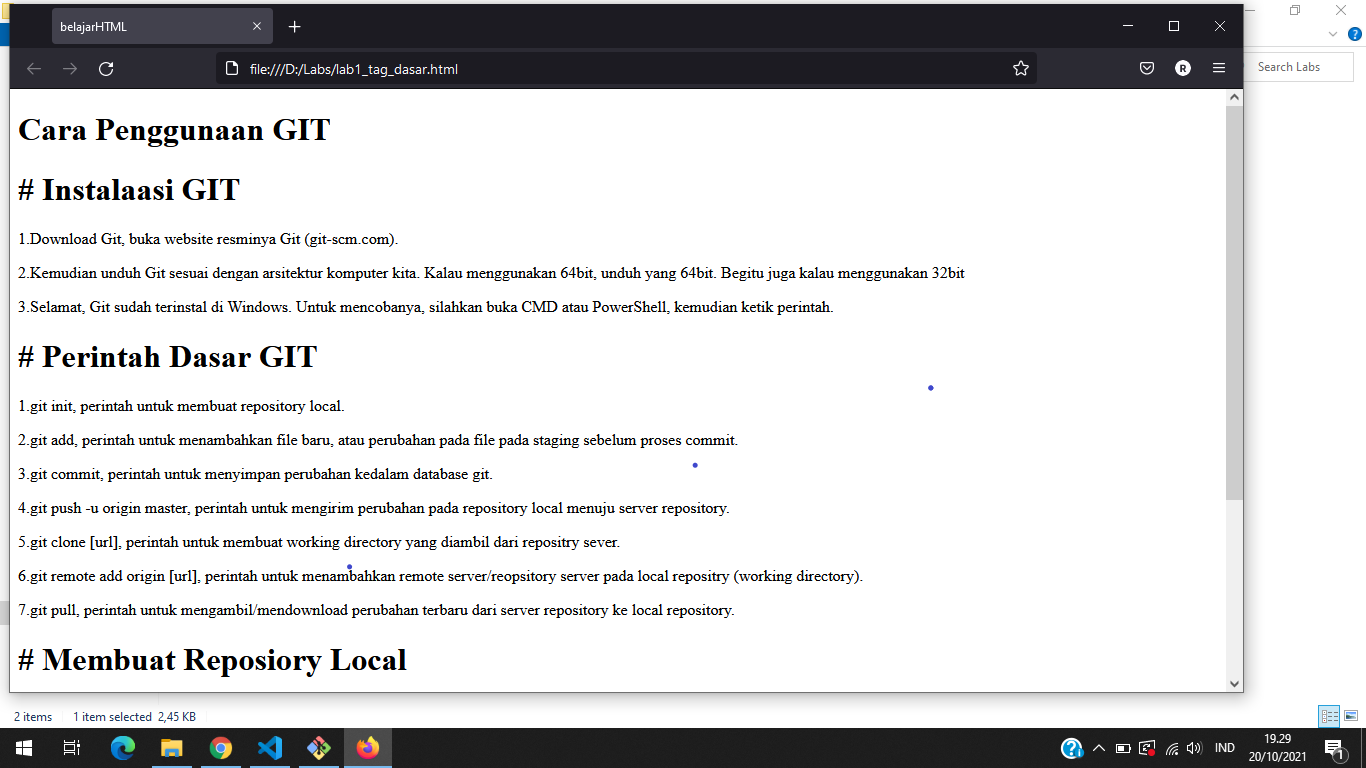 belajarHTML
file:///D:/Labs/lab1_tag_dasar.html
R
Search Labs
Cara Penggunaan GIT
# Instalaasi GIT
1.Download Git, buka website resminya Git (git-scm.com).
2.Kemudian unduh Git sesuai dengan arsitektur komputer kita. Kalau menggunakan 64bit, unduh yang 64bit. Begitu juga kalau menggunakan 32bit
3.Selamat, Git sudah terinstal di Windows. Untuk mencobanya, silahkan buka CMD atau PowerShell, kemudian ketik perintah.
# Perintah Dasar GIT
1.git init, perintah untuk membuat repository local.
2.git add, perintah untuk menambahkan file baru, atau perubahan pada file pada staging sebelum proses commit.
3.git commit, perintah untuk menyimpan perubahan kedalam database git.
4.git push -u origin master, perintah untuk mengirim perubahan pada repository local menuju server repository.
5.git clone [url], perintah untuk membuat working directory yang diambil dari repositry sever.
6.git remote add origin [url], perintah untuk menambahkan remote server/reopsitory server pada local repositry (working directory).
7.git pull, perintah untuk mengambil/mendownload perubahan terbaru dari server repository ke local repository.
# Membuat Reposiory Local
2 items 1 item selected 2,45 KB
IND
19.29
20/10/2021
1